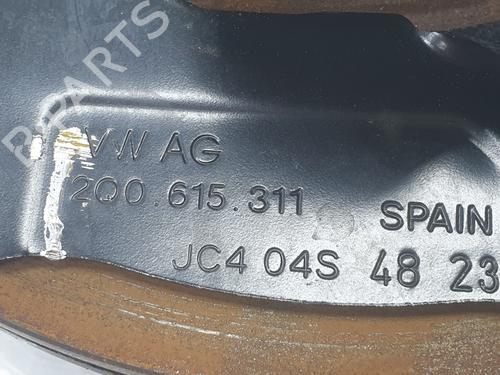 B-PARTS
VW AG
2Q0.615.311
SPAIN
JC4 04S 48 23